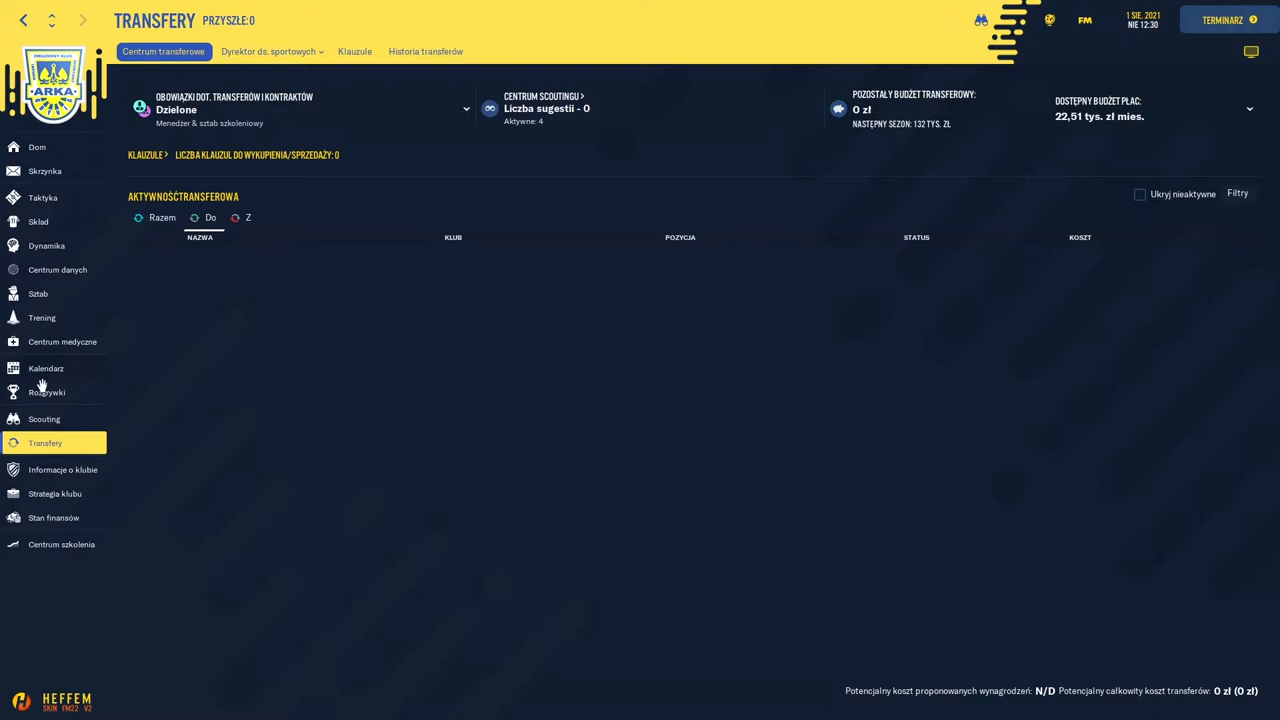 TRANSFERY PRZYSZŁE: 0
1 SIE. 2021
NIE 12:30
FM
TERMINARZ
Centrum transferowe
Dyrektor ds. sportowych
Klauzule
Historia transferów
ARKA
OBOWIĄZKI DOT. TRANSFERÓW I KONTRAKTÓW
Dzielone
Menedżer & sztab szkoleniowy
CENTRUM SCOUTINGU
Liczba sugestii - 0
Aktywne: 4
POZOSTAŁY BUDŻET TRANSFEROWY:
0 zł
NASTĘPNY SEZON: 132 TYS. ZŁ
DOSTĘPNY BUDŻET PŁAC:
22,51 tys. zł mies.
KLAUZULE LICZBA KLAUZUL DO WYKUPIENIA/SPRZEDAŻY: 0
AKTYWNOŚĆTRANSFEROWA
Ukryj nieaktywne
Filtry
Razem
Do
Z
NAZWA
KLUB
POZYCJA
STATUS
KOSZT
Dom
Skrzynka
Taktyka
Skład
Dynamika
Centrum danych
Sztab
Trening
Centrum medyczne
Kalendarz
Rozgrywki
Scouting
Transfery
Informacje o klubie
Strategia klubu
Stan finansów
Centrum szkolenia
HEFFEM
SKIN FM22 V2
Potencjalny koszt proponowanych wynagrodzeń: N/D Potencjalny całkowity koszt transferów: 0 zł (0 zł)